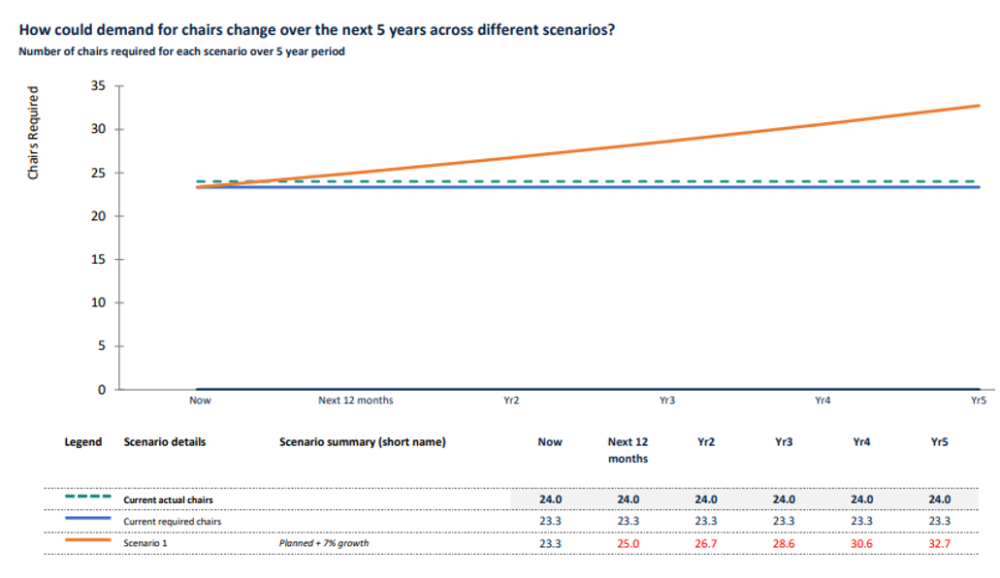 How could demand for chairs change over the next 5 years across different scenarios?
Number of chairs required for each scenario over 5 year period
Chairs Required
35
30
25
20
15
10
5
0
Now Next 12 months Yr2 Yr3 Yr4 Yr5
Legend Scenario details Scenario summary (short name) Now Next 12 months Yr2 Yr3 Yr4 Yr5
Current actual chairs 24.0 24.0 24.0 24.0 24.0 24.0
Current required chairs 23.3 23.3 23.3 23.3 23.3 23.3
Scenario 1 Planned + 7% growth 23.3 25.0 26.7 28.6 30.6 32.7